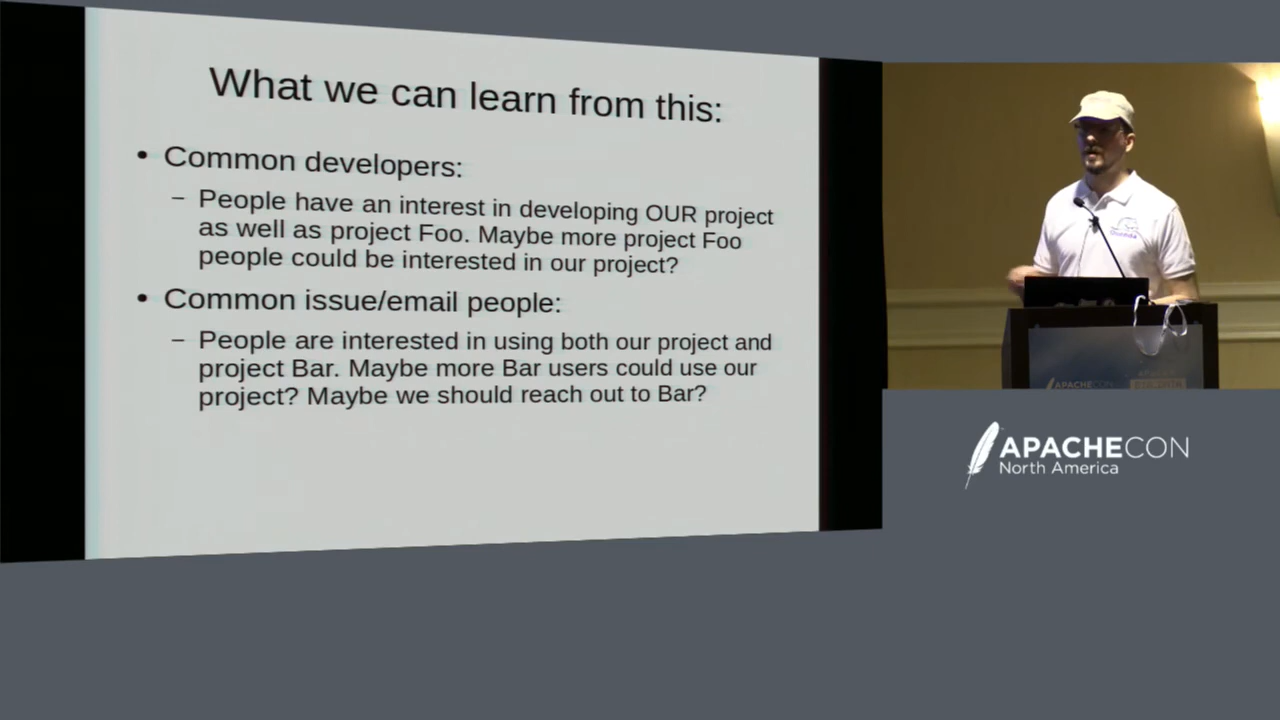 What we can learn from this:
• Common developers:
– People have an interest in developing OUR project
as well as project Foo. Maybe more project Foo
people could be interested in our project?
• Common issue/email people:
– People are interested in using both our project and
project Bar. Maybe more Bar users could use our
project? Maybe we should reach out to Bar?
APACHECON
North America
APACHECON